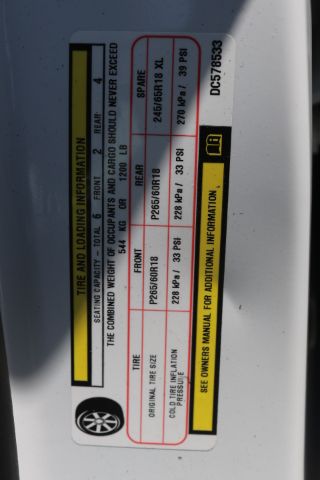 TIRE AND LOADING INFORMATION
SEATING CAPACITY - TOTAL 6 FRONT 2 REAR: 4
THE COMBINED WEIGHT OF OCCUPANTS AND CARGO SHOULD NEVER EXCEED
544 KG OR 1200 LB
TIRE FRONT REAR SPARE
ORIGINAL TIRE SIZE P265/60R18 P265/60R18 245/65R18 XL
COLD TIRE INFLATION PRESSURE 228 kPa / 33 PSI 228 kPa / 33 PSI 270 kPa / 39 PSI
SEE OWNERS MANUAL FOR ADDITIONAL INFORMATION
DC578533